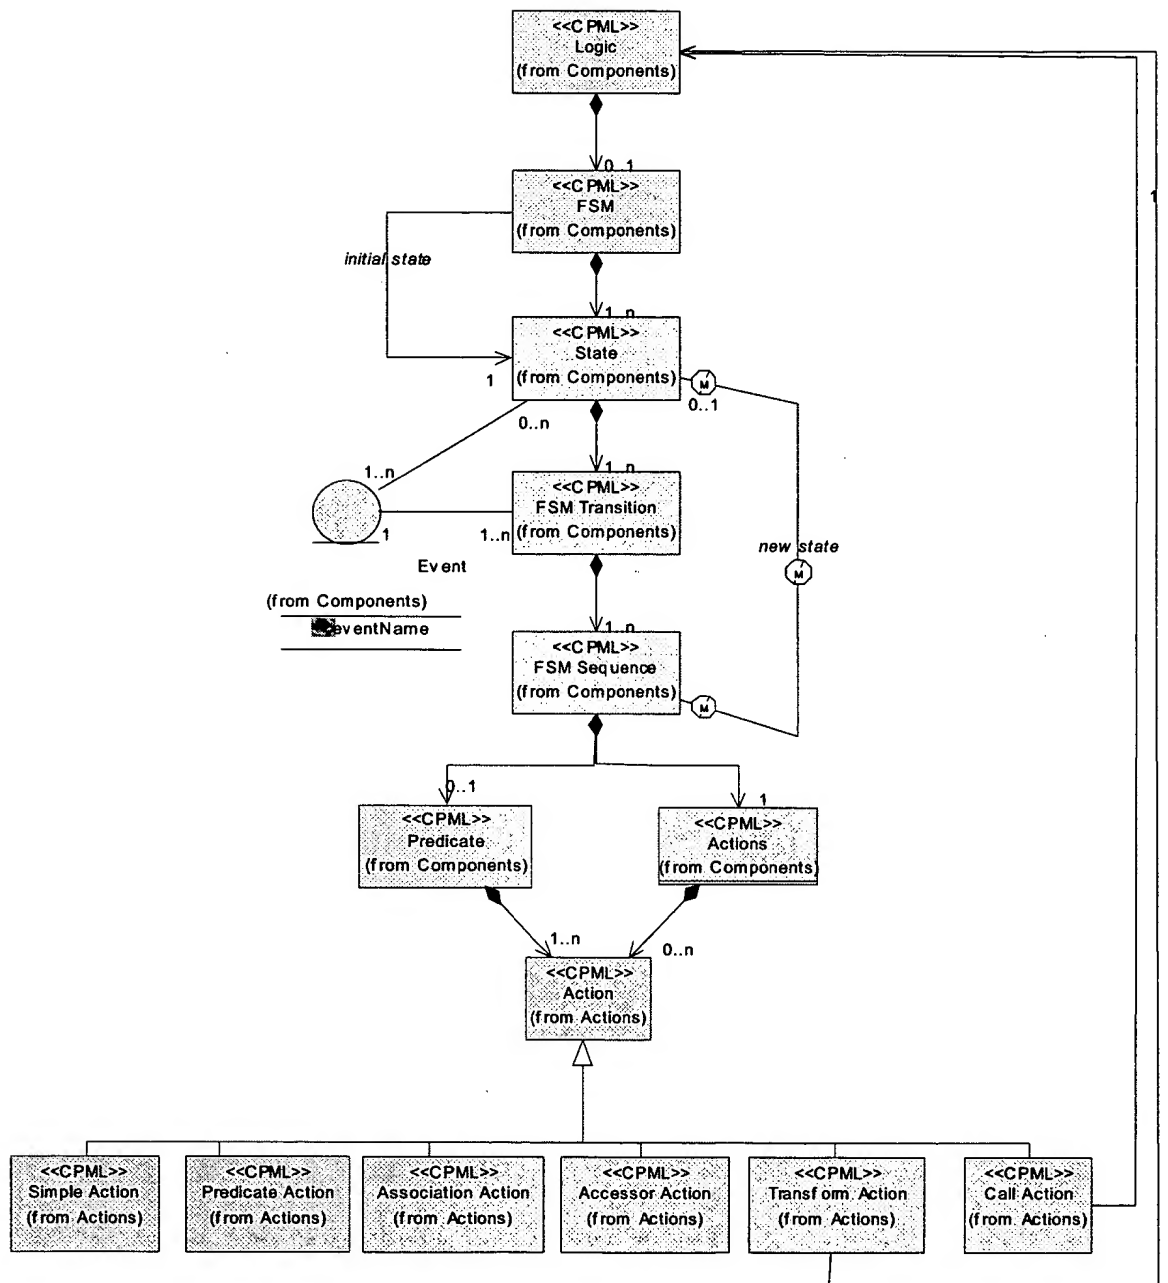 <<CPML>>
Logic
(from Components)
0..1
1
<<CPML>>
FSM
(from Components)
initial state
1..n
<<CPML>>
State
(from Components)
1
0..n
M
0..1
1..n
1..n
<<CPML>>
FSM Transition
(from Components)
1
1..n
new state
M
Event
(from Components)
eventName
1..n
<<CPML>>
FSM Sequence
(from Components)
M
0..1
1
<<CPML>>
Predicate
(from Components)
<<CPML>>
Actions
(from Components)
1..n
0..n
<<CPML>>
Action
(from Actions)
<<CPML>>
Simple Action
(from Actions)
<<CPML>>
Predicate Action
(from Actions)
<<CPML>>
Association Action
(from Actions)
<<CPML>>
Accessor Action
(from Actions)
<<CPML>>
Transform Action
(from Actions)
<<CPML>>
Call Action
(from Actions)